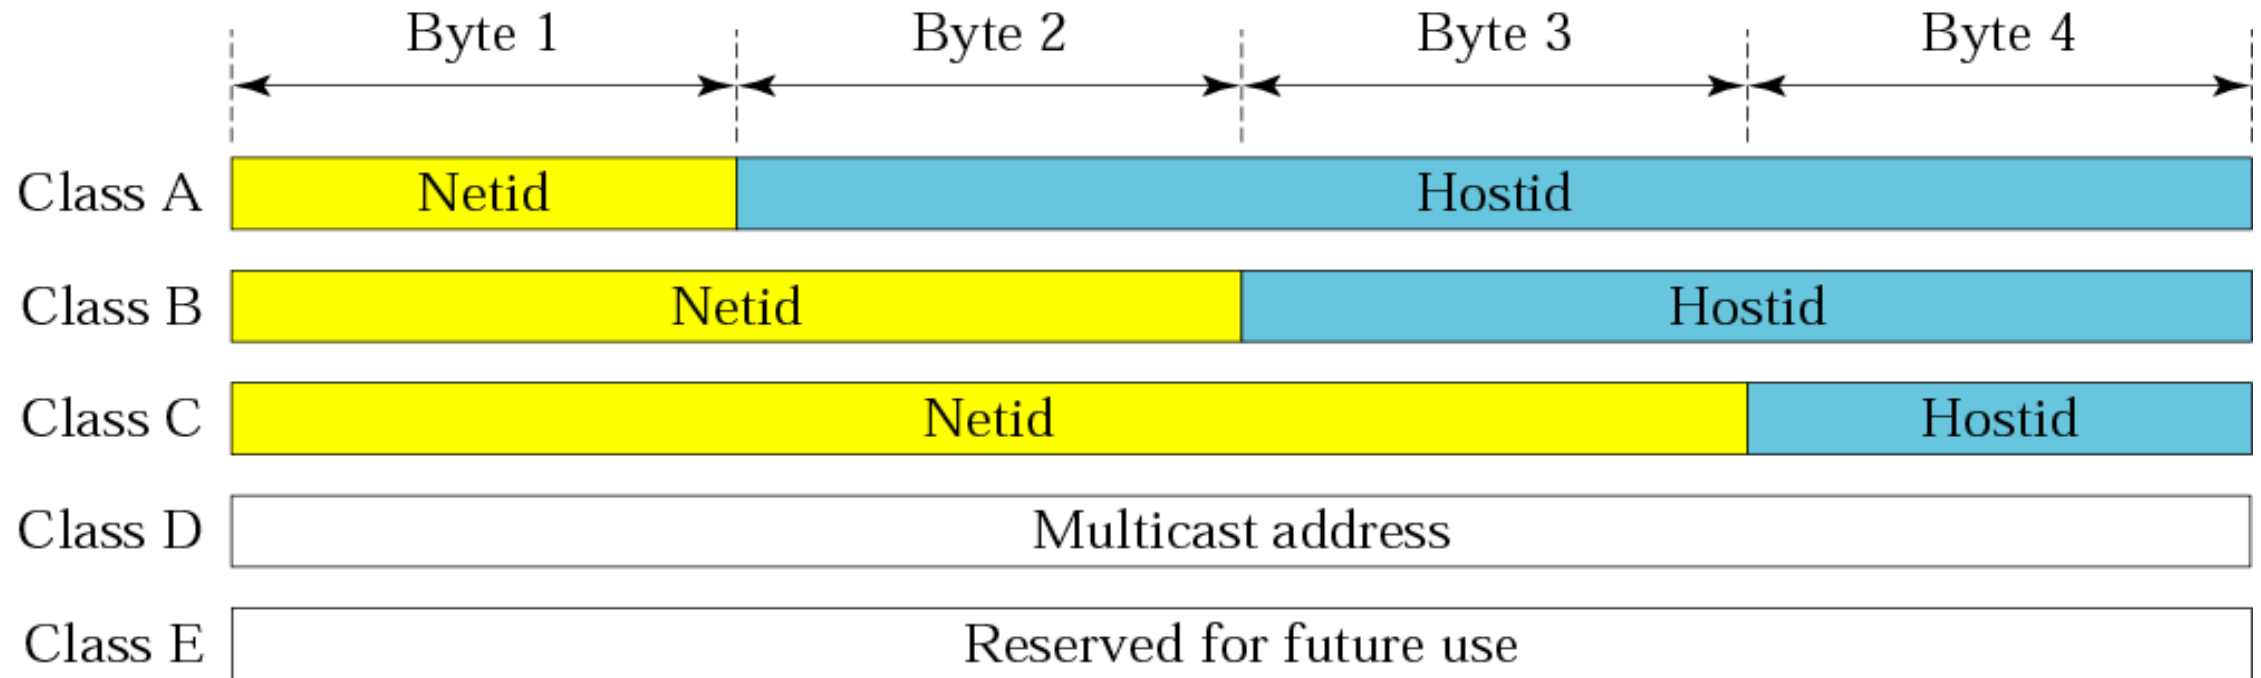 Byte 1 Byte 2 Byte 3 Byte 4
Class A Netid Hostid
Class B Netid Hostid
Class C Netid Hostid
Class D Multicast address
Class E Reserved for future use